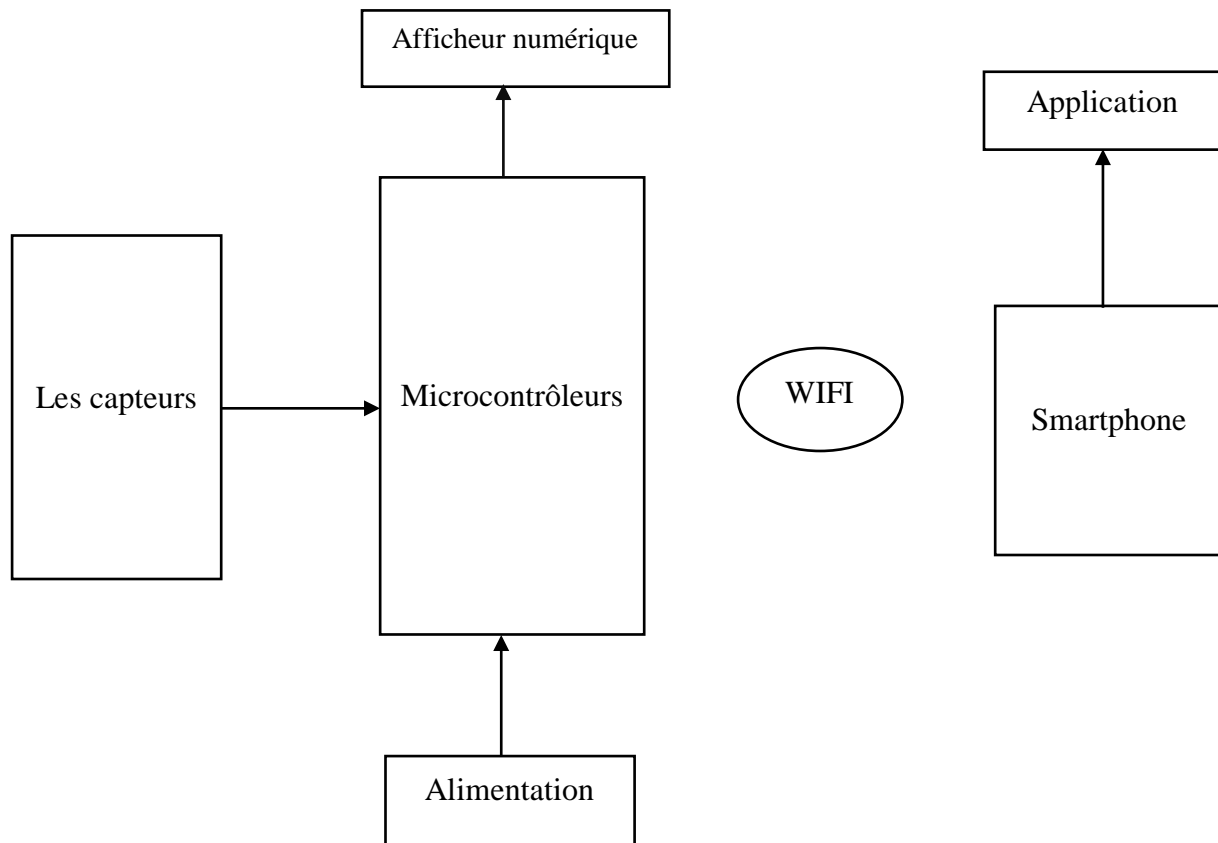 Afficheur numérique
Application
Les capteurs
Microcontrôleurs
WIFI
Smartphone
Alimentation